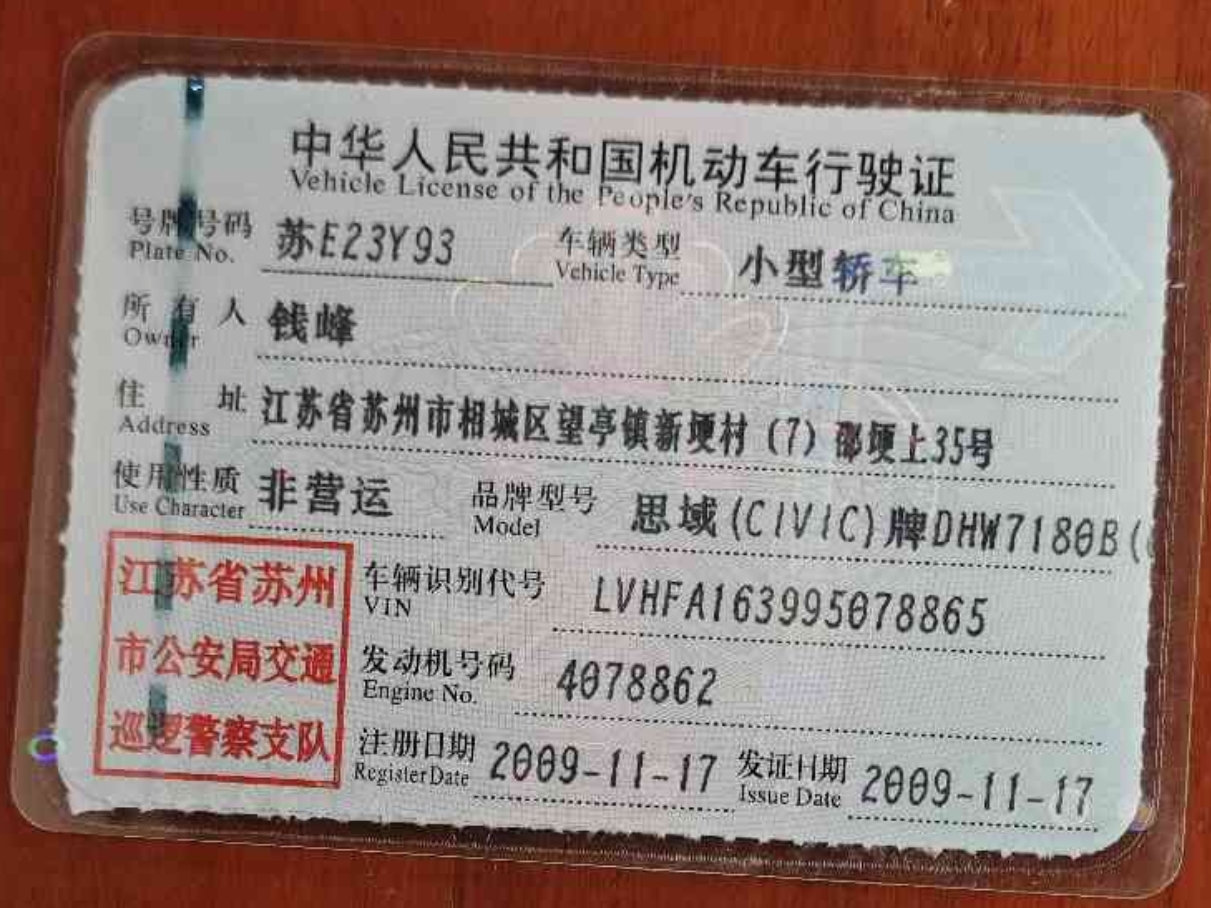 中华人民共和国机动车行驶证
Vehicle License of the People's Republic of China
号牌号码 苏E23Y93 车辆类型 小型轿车
Plate No. Vehicle Type
所有人 钱峰
Owner
住址 江苏省苏州市相城区望亭镇新埂村(7)邵埂上35号
Address
使用性质 非营运 品牌型号 思域(CIVIC)牌DHW7180B(
Use Character Model
江苏省苏州
市公安局交通
巡逻警察支队
车辆识别代号 LVHFA163995078865
VIN
发动机号码 4078862
Engine No.
注册日期 2009-11-17 发证日期 2009-11-17
Register Date Issue Date